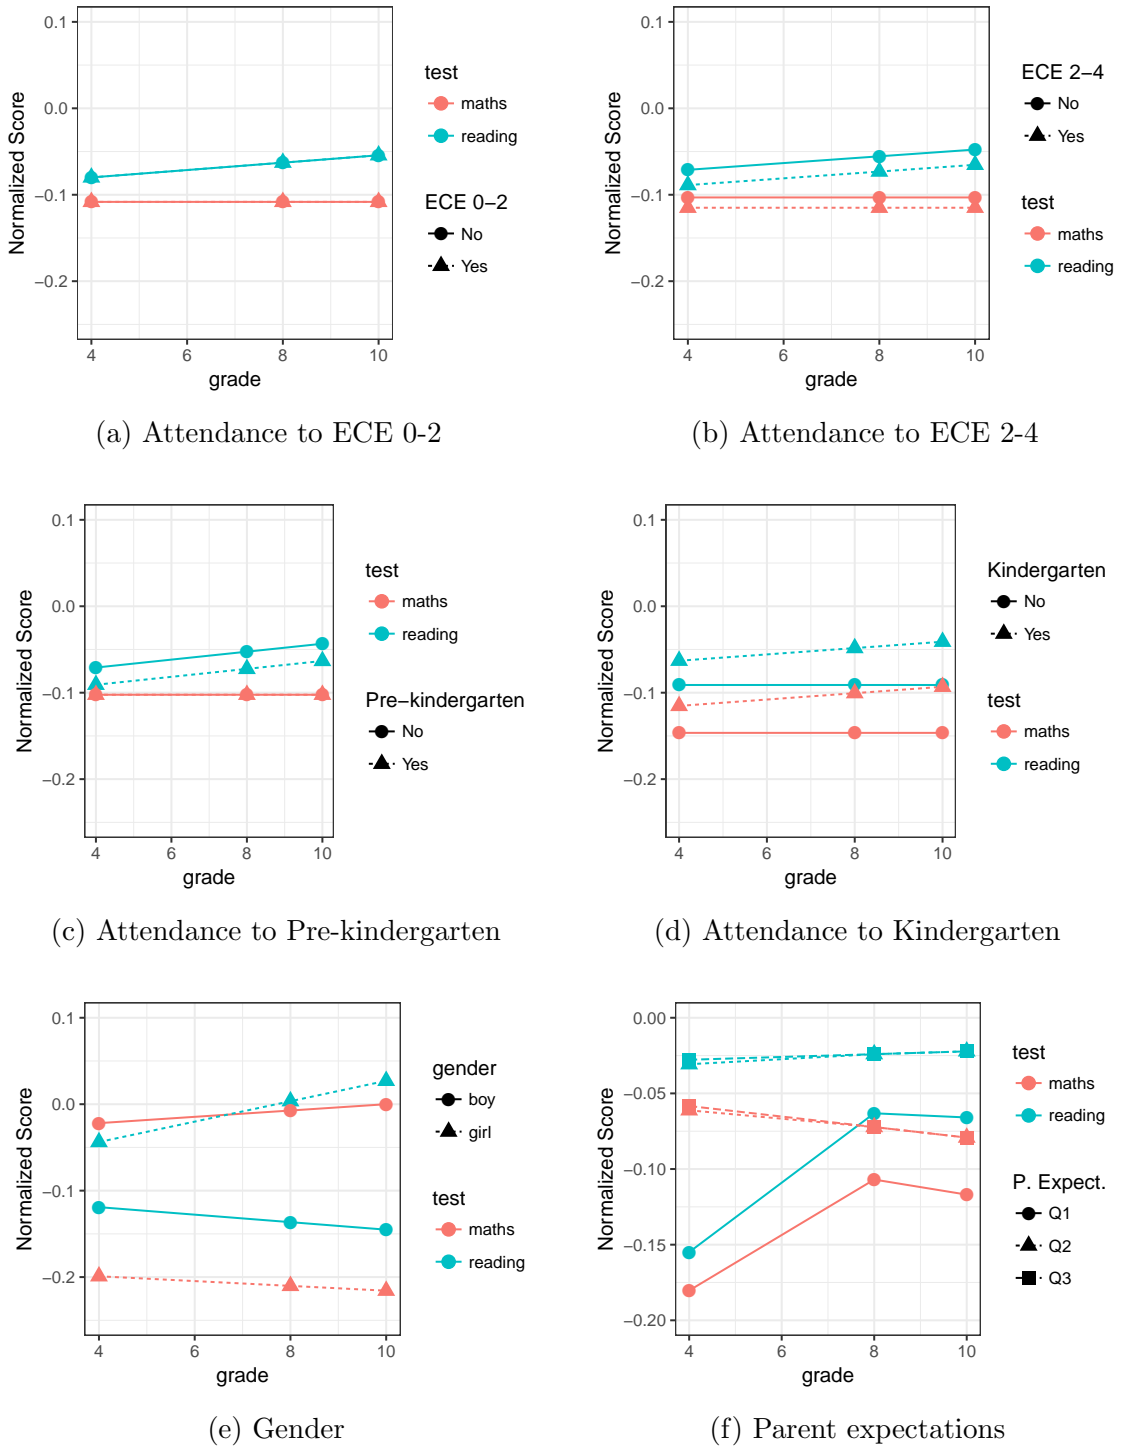 0.1
0.0
−0.1
−0.2
4
6
8
10
grade
Normalized Score
test
maths
reading
ECE 0−2
No
Yes
(a) Attendance to ECE 0-2
0.1
0.0
−0.1
−0.2
4
6
8
10
grade
Normalized Score
ECE 2−4
No
Yes
test
maths
reading
(b) Attendance to ECE 2-4
0.1
0.0
−0.1
−0.2
4
6
8
10
grade
Normalized Score
test
maths
reading
Pre−kindergarten
No
Yes
(c) Attendance to Pre-kindergarten
0.1
0.0
−0.1
−0.2
4
6
8
10
grade
Normalized Score
Kindergarten
No
Yes
test
maths
reading
(d) Attendance to Kindergarten
0.1
0.0
−0.1
−0.2
4
6
8
10
grade
Normalized Score
gender
boy
girl
test
maths
reading
(e) Gender
0.00
−0.05
−0.10
−0.15
−0.20
4
6
8
10
grade
Normalized Score
test
maths
reading
P. Expect.
Q1
Q2
Q3
(f) Parent expectations